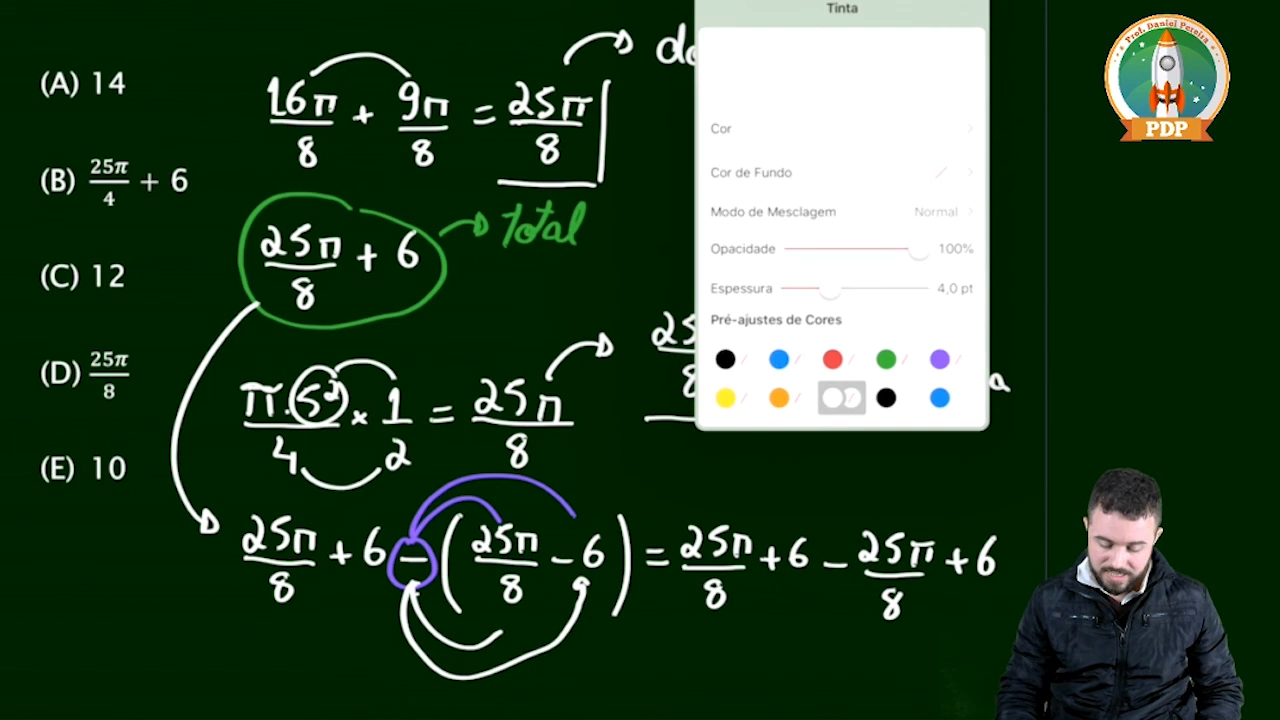 Tinta
Prof. Daniel Pereira
PDP
(A) 14
(B) 25π/4 + 6
(C) 12
(D) 25π/8
(E) 10
16π/8 + 9π/8 = 25π/8
25π/8 + 6 total
π.5²/4 × 1/2 = 25π/8
25π/8 + 6 − (25π/8 − 6) = 25π/8 + 6 − 25π/8 + 6
Cor
Cor de Fundo
Modo de Mesclagem Normal
Opacidade 100%
Espessura 4,0 pt
Pré-ajustes de Cores